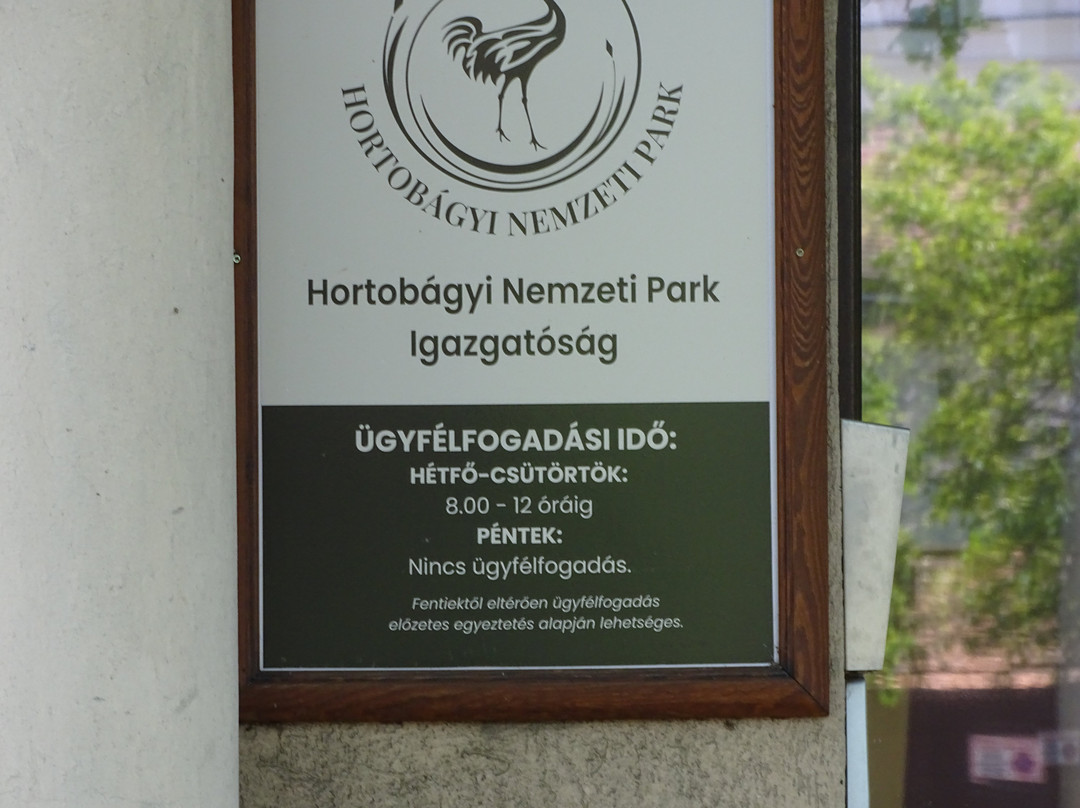 HORTOBÁGYI NEMZETI PARK
Hortobágyi Nemzeti Park
Igazgatóság
ÜGYFÉLFOGADÁSI IDŐ:
HÉTFŐ-CSÜTÖRTÖK:
8.00 - 12 óráig
PÉNTEK:
Nincs ügyfélfogadás.
Fentiektől eltérően ügyfélfogadás
előzetes egyeztetés alapján lehetséges.